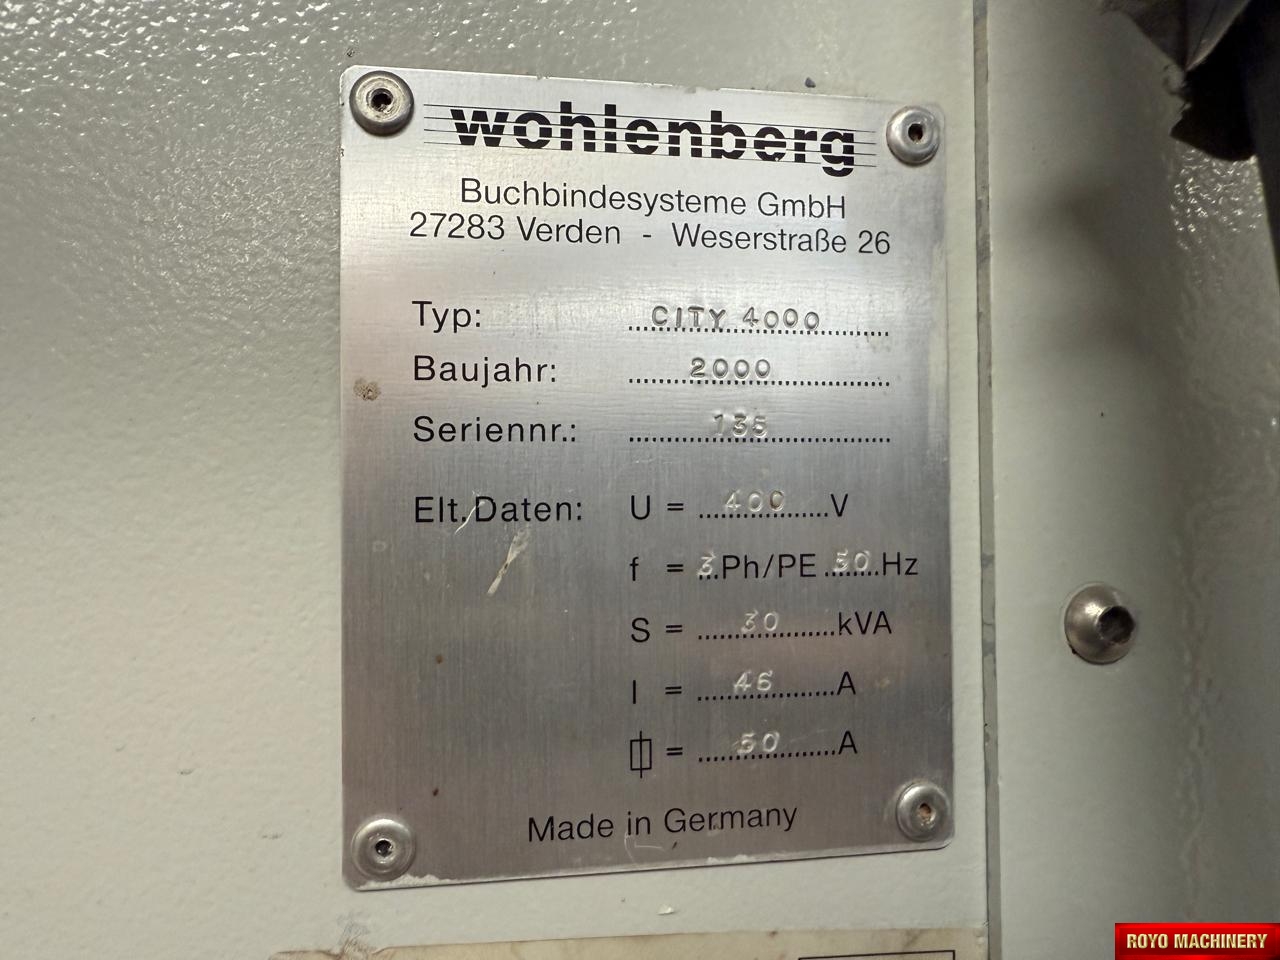 wohlenberg
Buchbindesysteme GmbH
27283 Verden - Weserstraße 26
Typ: CITY 4000
Baujahr: 2000
Seriennr.: 135
Elt.Daten: U = 400 V
f = 3 Ph/PE 50 Hz
S = 30 kVA
I = 46 A
= 50 A
Made in Germany
ROYO MACHINERY